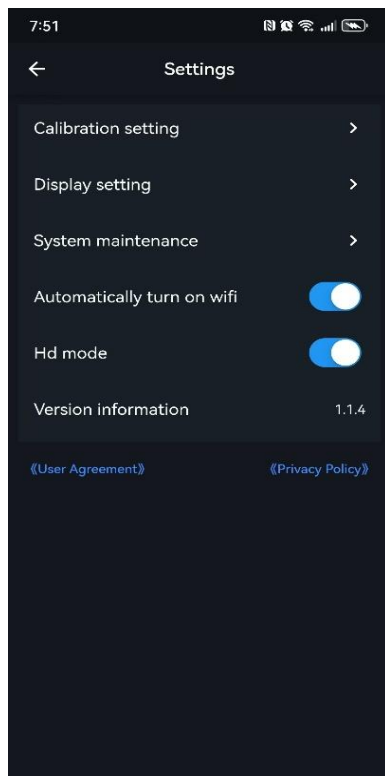 7:51
Settings
Calibration setting
Display setting
System maintenance
Automatically turn on wifi
Hd mode
Version information 1.1.4
《User Agreement》 《Privacy Policy》